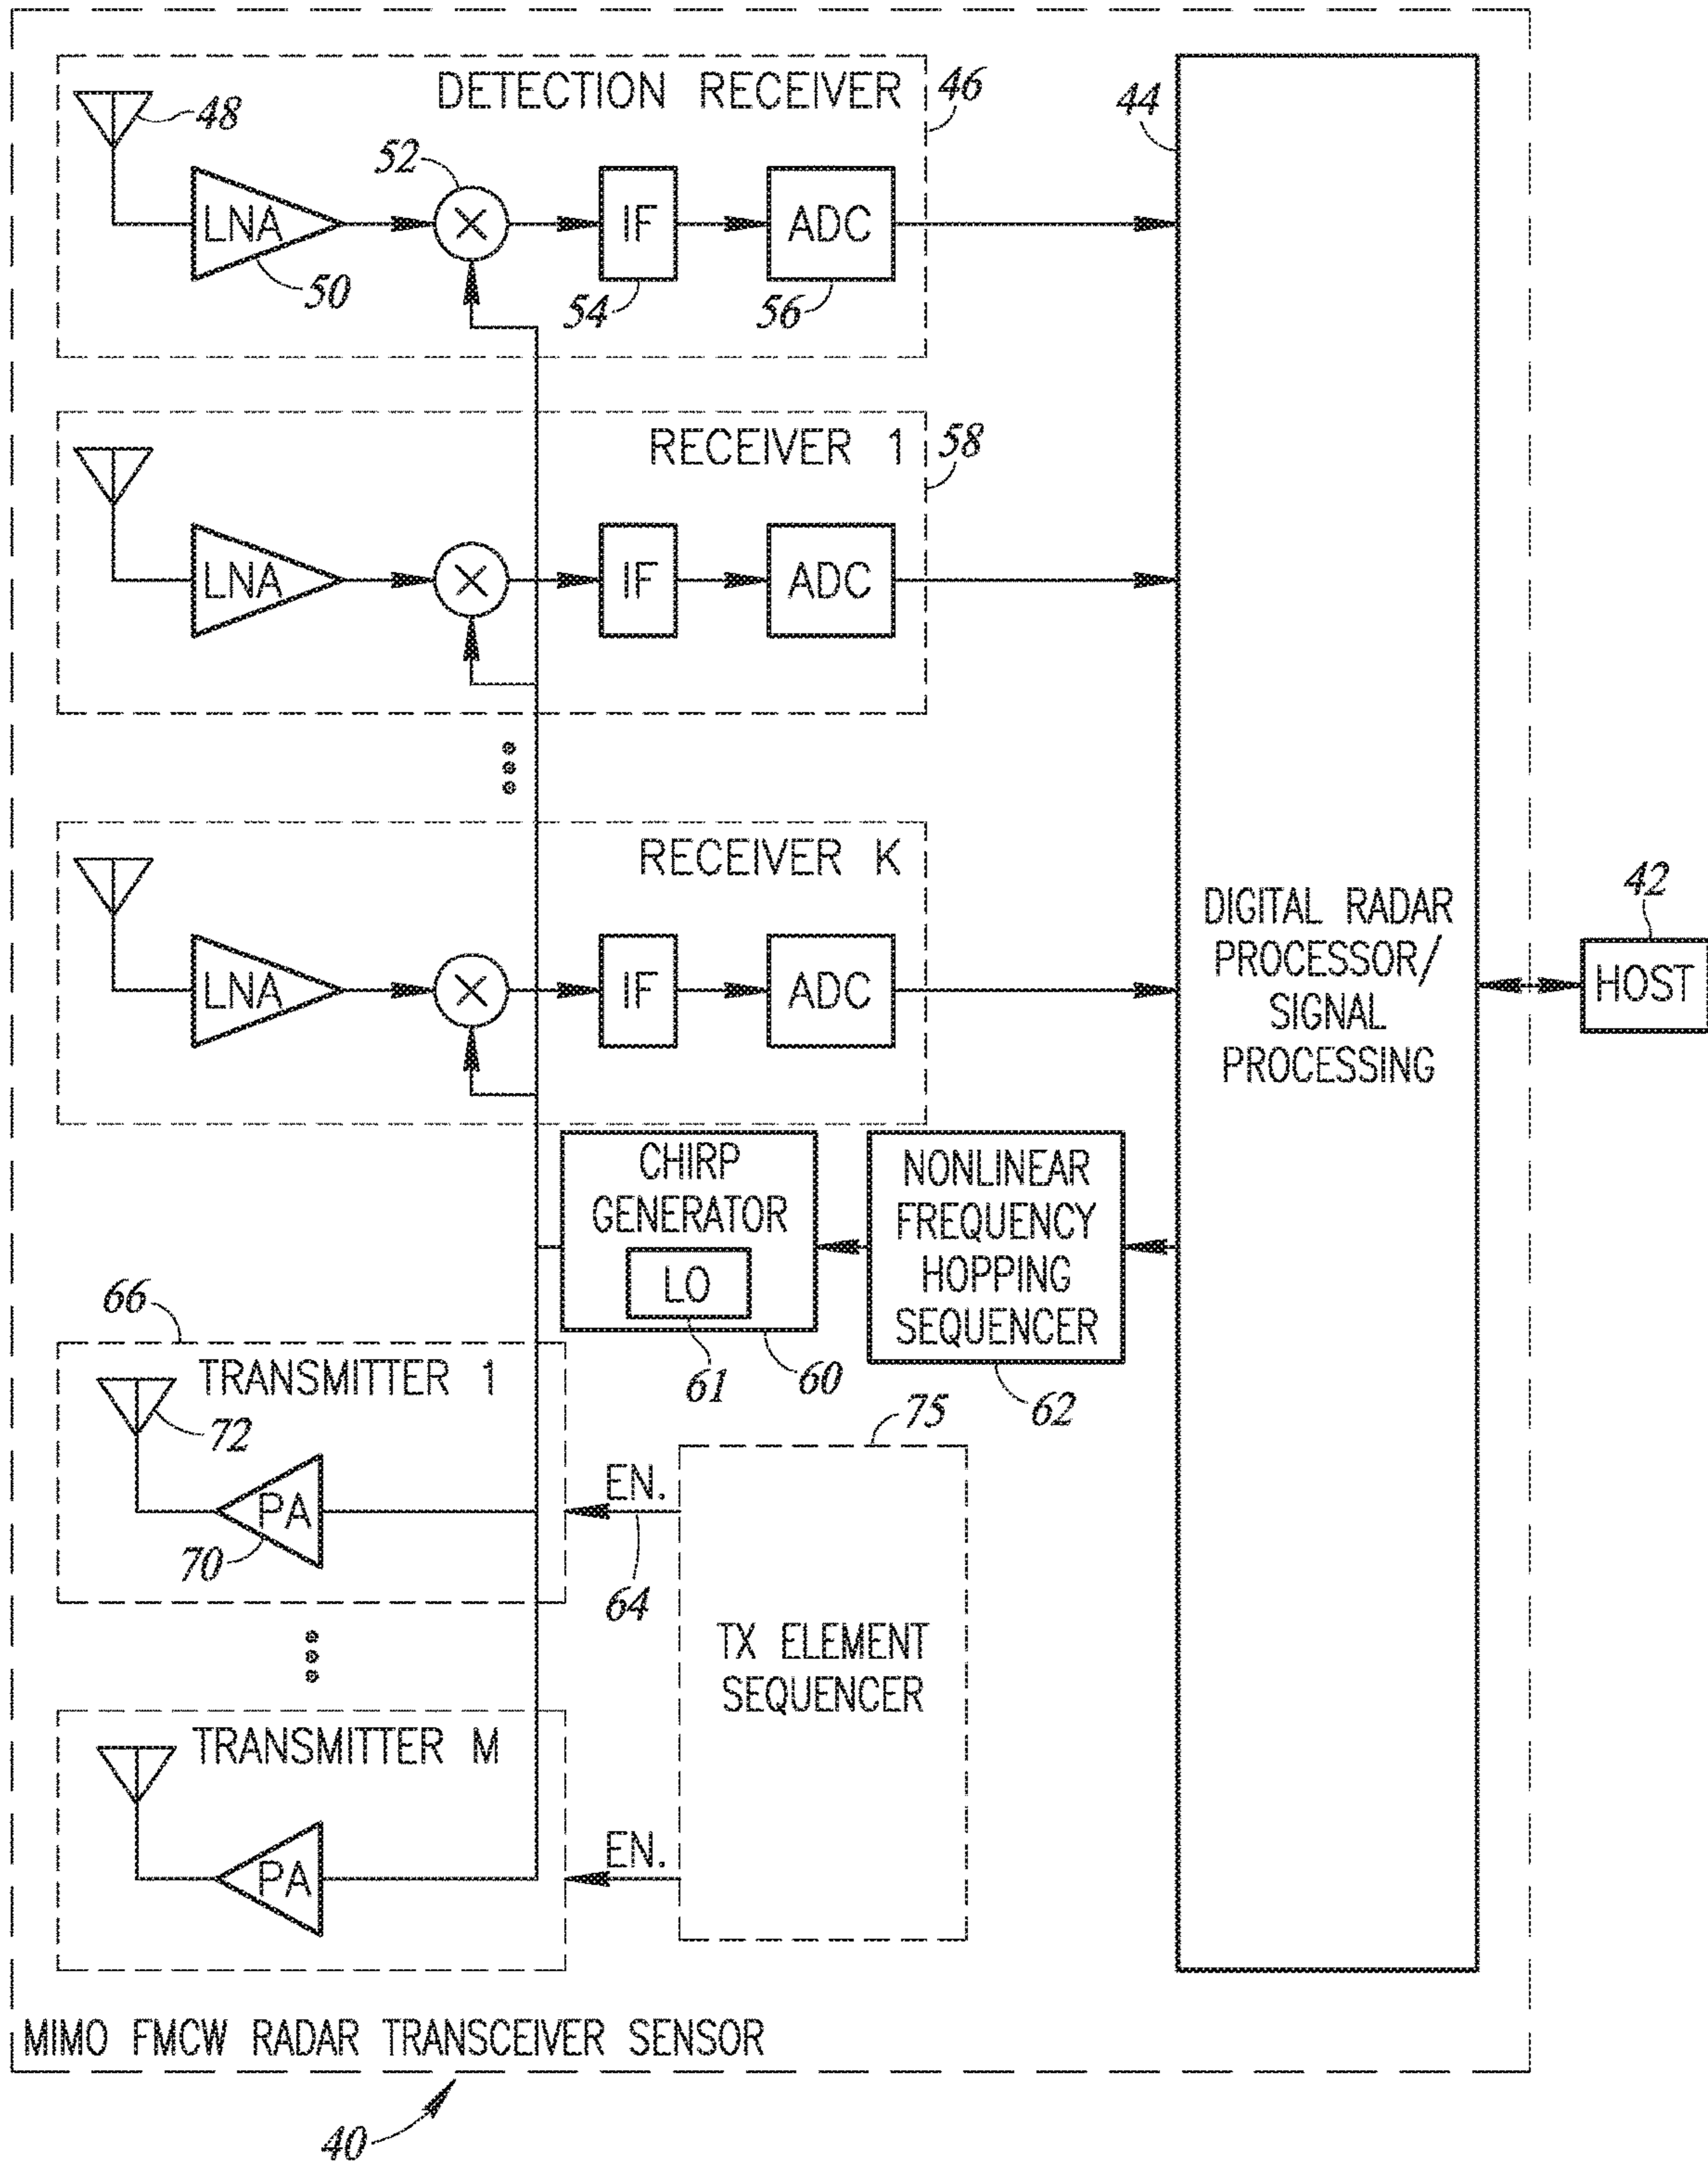 DETECTION RECEIVER
46
44
48
52
LNA
×
IF
ADC
50
54
56
RECEIVER 1
58
LNA
×
IF
ADC
RECEIVER K
LNA
×
IF
ADC
DIGITAL RADAR
PROCESSOR/
SIGNAL
PROCESSING
42
HOST
CHIRP
GENERATOR
LO
61
60
NONLINEAR
FREQUENCY
HOPPING
SEQUENCER
62
66
TRANSMITTER 1
72
PA
70
EN.
64
75
TX ELEMENT
SEQUENCER
TRANSMITTER M
PA
EN.
MIMO FMCW RADAR TRANSCEIVER SENSOR
40